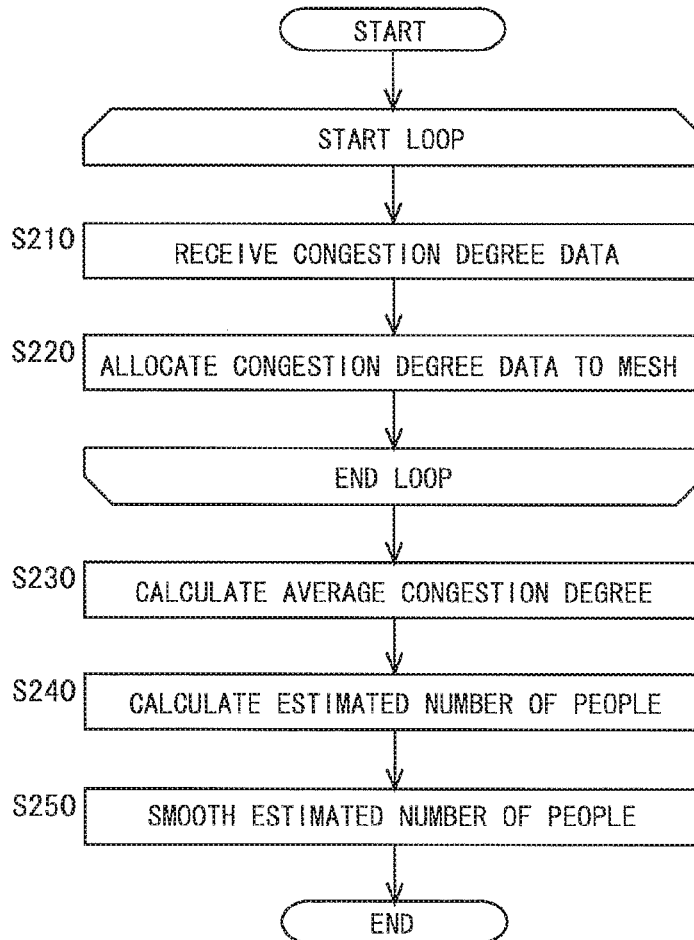 START
START LOOP
S210
RECEIVE CONGESTION DEGREE DATA
S220
ALLOCATE CONGESTION DEGREE DATA TO MESH
END LOOP
S230
CALCULATE AVERAGE CONGESTION DEGREE
S240
CALCULATE ESTIMATED NUMBER OF PEOPLE
S250
SMOOTH ESTIMATED NUMBER OF PEOPLE
END